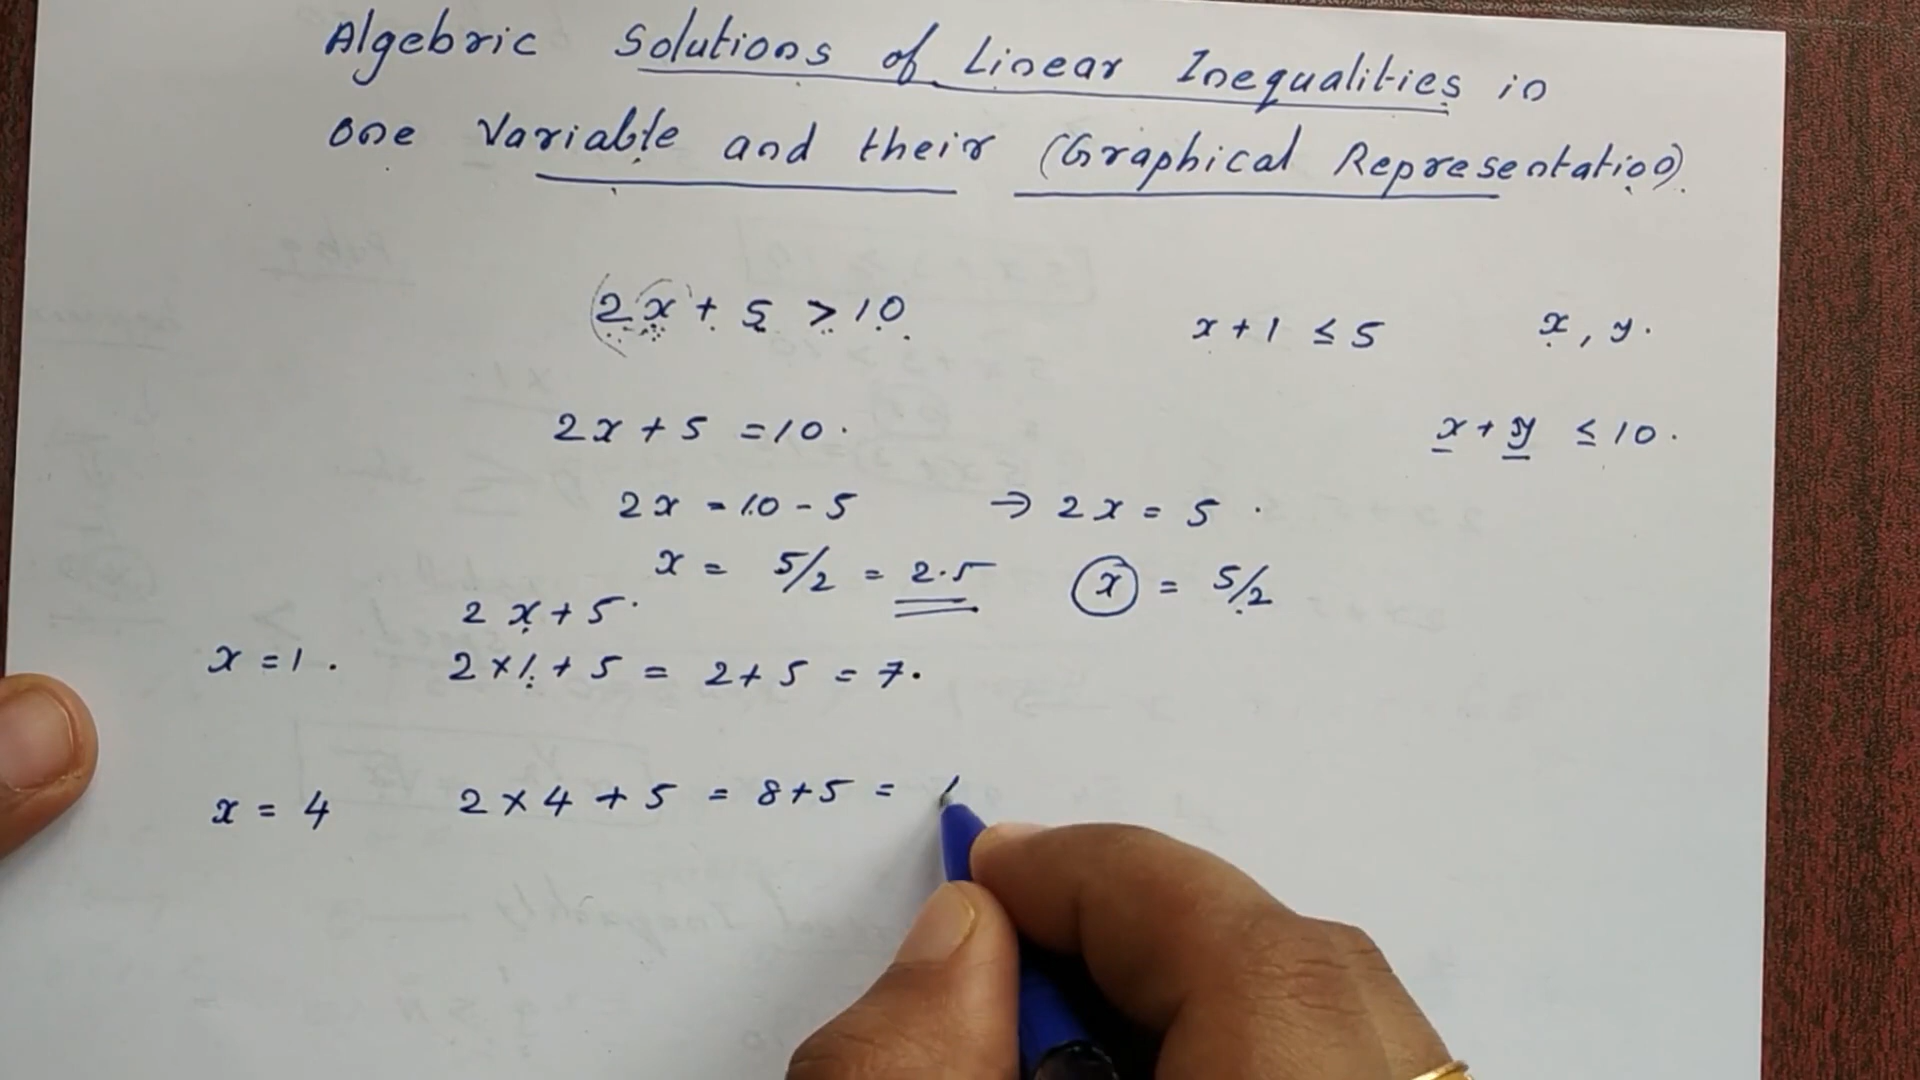 Algebric Solutions of Linear Inequalities in
one Variable and their (Graphical Representation).
2x + 5 > 10. x + 1 ≤ 5 x, y.
2x + 5 = 10. x + y ≤ 10.
2x = 10 - 5 → 2x = 5.
x = 5/2 = 2.5 x = 5/2
2 x + 5.
x = 1. 2 × 1 + 5 = 2 + 5 = 7.
x = 4 2 × 4 + 5 = 8 + 5 = 1